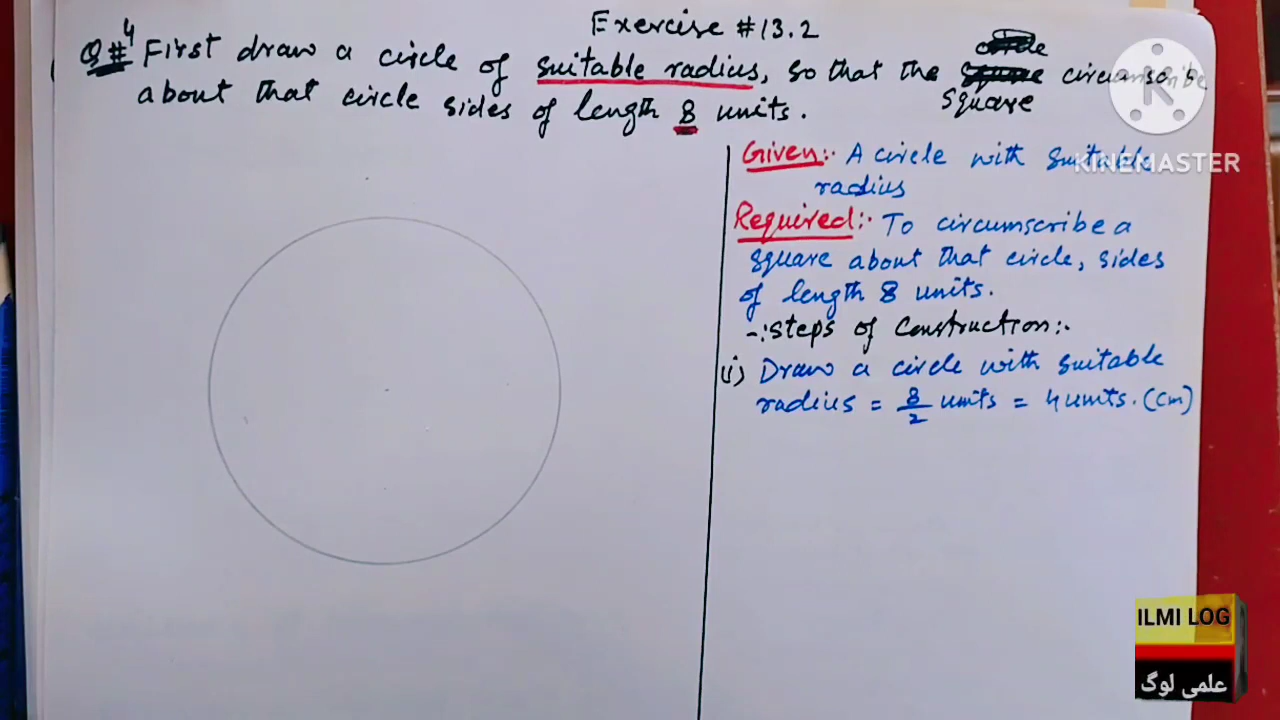 Exercise #13.2
Q#4 First draw a circle of suitable radius, so that the circumscribe
square
about that circle sides of length 8 units.
Given:- A circle with suitable
radius
Required:- To circumscribe a
square about that circle, sides
of length 8 units.
-:Steps of Construction:-
(i) Draw a circle with suitable
radius = 8/2 units = 4 units. (cm)
KINEMASTER
ILMI LOG
علمی لوگ